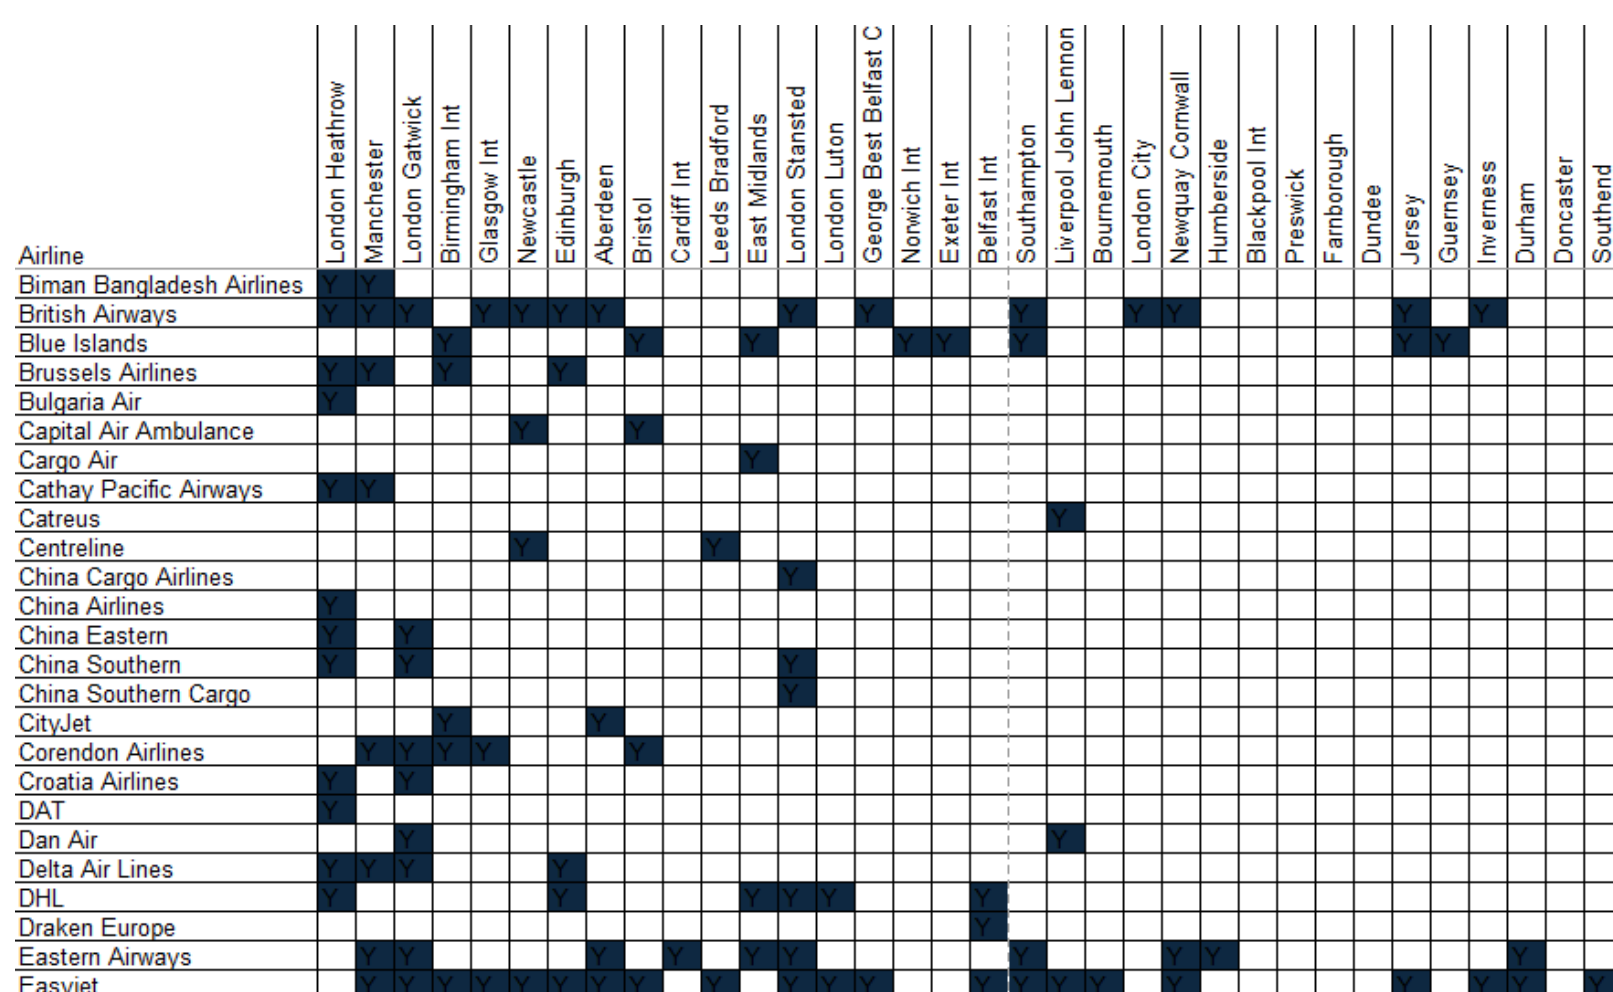 Airline London Heathrow Manchester London Gatwick Birmingham Int Glasgow Int Newcastle Edinburgh Aberdeen Bristol Cardiff Int Leeds Bradford East Midlands London Stansted London Luton George Best Belfast C Norwich Int Exeter Int Belfast Int Southampton Liverpool John Lennon Bournemouth London City Newquay Cornwall Humberside Blackpool Int Preswick Farnborough Dundee Jersey Guernsey Inverness Durham Doncaster Southend
Biman Bangladesh Airlines Y Y
British Airways Y Y Y Y Y Y Y Y Y Y Y Y Y Y
Blue Islands Y Y Y Y Y Y Y Y
Brussels Airlines Y Y Y Y
Bulgaria Air Y
Capital Air Ambulance Y Y
Cargo Air Y
Cathay Pacific Airways Y Y
Catreus Y
Centreline Y Y
China Cargo Airlines Y
China Airlines Y
China Eastern Y Y
China Southern Y Y Y
China Southern Cargo Y
CityJet Y Y
Corendon Airlines Y Y Y Y Y
Croatia Airlines Y Y
DAT Y
Dan Air Y Y
Delta Air Lines Y Y Y Y
DHL Y Y Y Y Y Y
Draken Europe Y
Eastern Airways Y Y Y Y Y Y Y Y Y Y
Easyjet Y Y Y Y Y Y Y Y Y Y Y Y Y Y Y Y Y Y Y Y Y